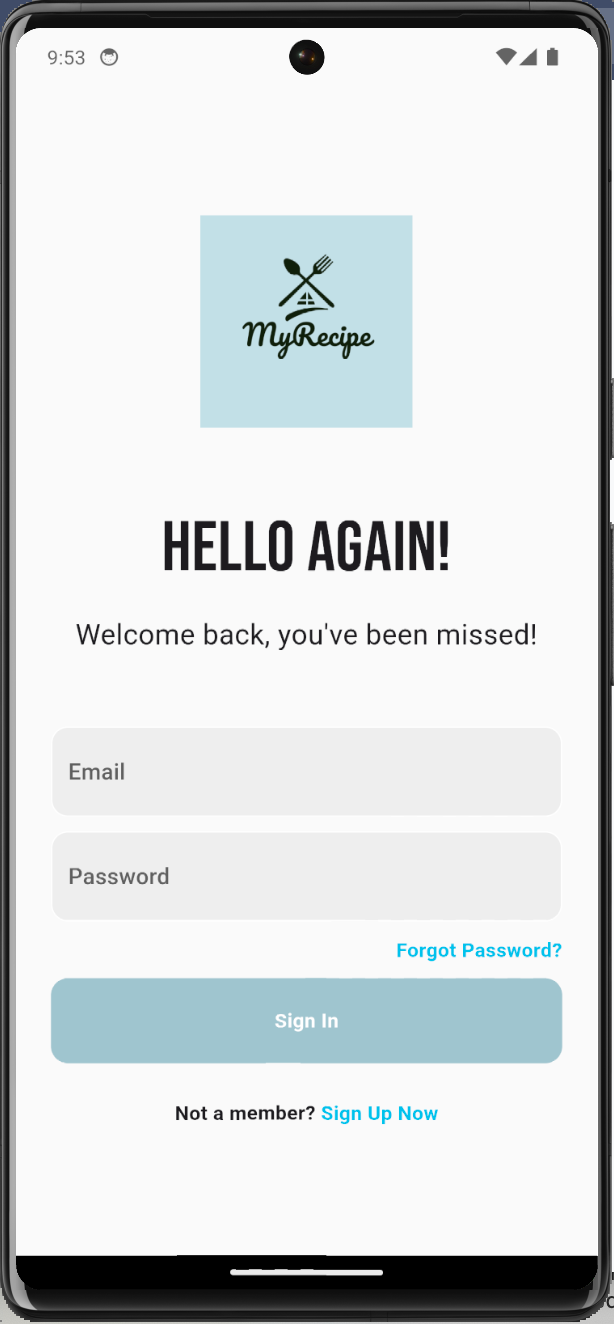 9:53
MyRecipe
HELLO AGAIN!
Welcome back, you've been missed!
Email
Password
Forgot Password?
Sign In
Not a member? Sign Up Now